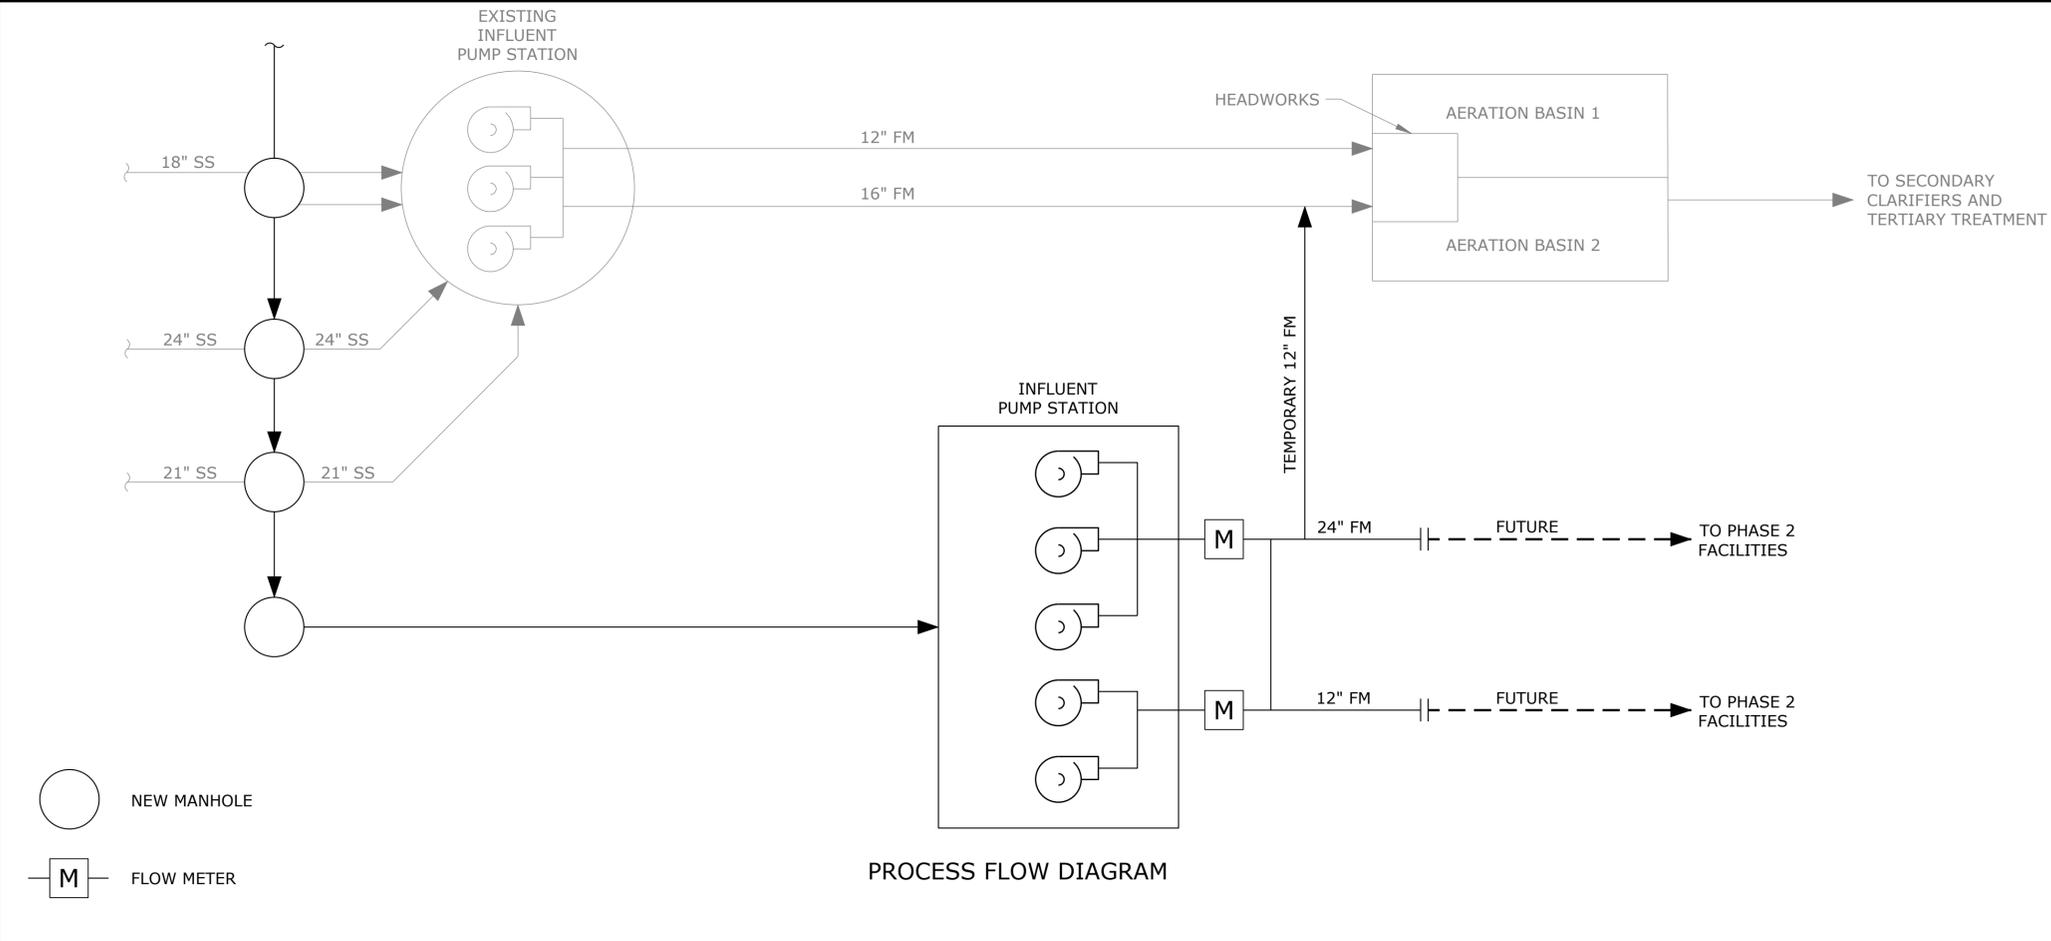 EXISTING
INFLUENT
PUMP STATION
HEADWORKS
AERATION BASIN 1
12" FM
18" SS
16" FM
TO SECONDARY
CLARIFIERS AND
TERTIARY TREATMENT
AERATION BASIN 2
24" SS
24" SS
TEMPORARY 12" FM
INFLUENT
PUMP STATION
21" SS
21" SS
M
24" FM
FUTURE
TO PHASE 2
FACILITIES
M
12" FM
FUTURE
TO PHASE 2
FACILITIES
NEW MANHOLE
M
FLOW METER
PROCESS FLOW DIAGRAM